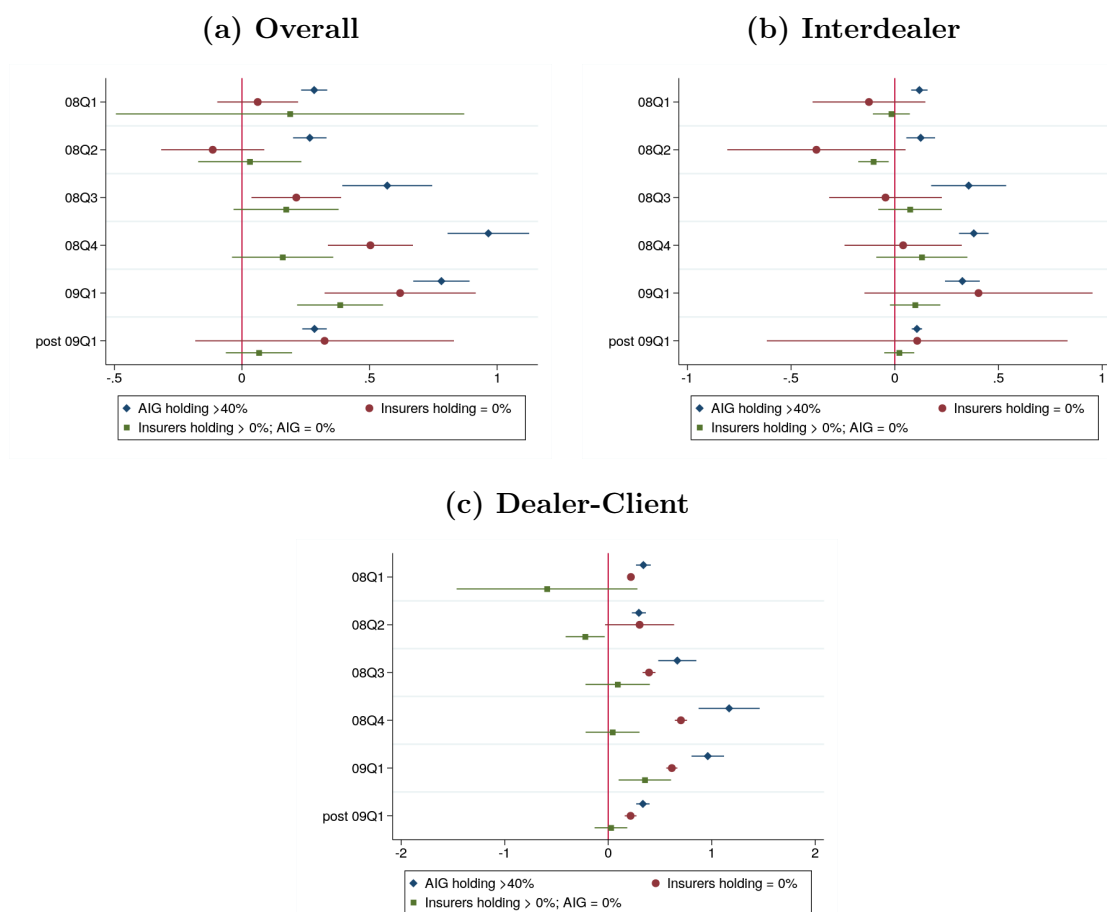 (a) Overall
08Q1
08Q2
08Q3
08Q4
09Q1
post 09Q1
-.5 0 .5 1
AIG holding >40% Insurers holding = 0%
Insurers holding > 0%; AIG = 0%
(b) Interdealer
08Q1
08Q2
08Q3
08Q4
09Q1
post 09Q1
-1 -.5 0 .5 1
AIG holding >40% Insurers holding = 0%
Insurers holding > 0%; AIG = 0%
(c) Dealer-Client
08Q1
08Q2
08Q3
08Q4
09Q1
post 09Q1
-2 -1 0 1 2
AIG holding >40% Insurers holding = 0%
Insurers holding > 0%; AIG = 0%